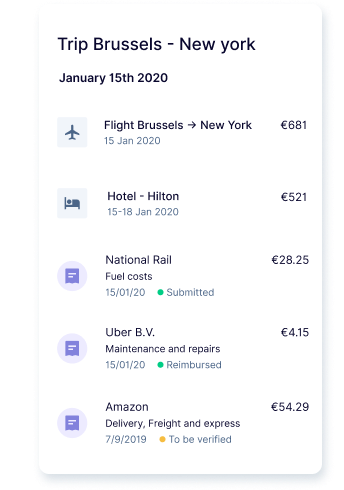 Trip Brussels - New york
January 15th 2020
Flight Brussels → New York €681
15 Jan 2020
Hotel - Hilton €521
15-18 Jan 2020
National Rail €28.25
Fuel costs
15/01/20 Submitted
Uber B.V. €4.15
Maintenance and repairs
15/01/20 Reimbursed
Amazon €54.29
Delivery, Freight and express
7/9/2019 To be verified